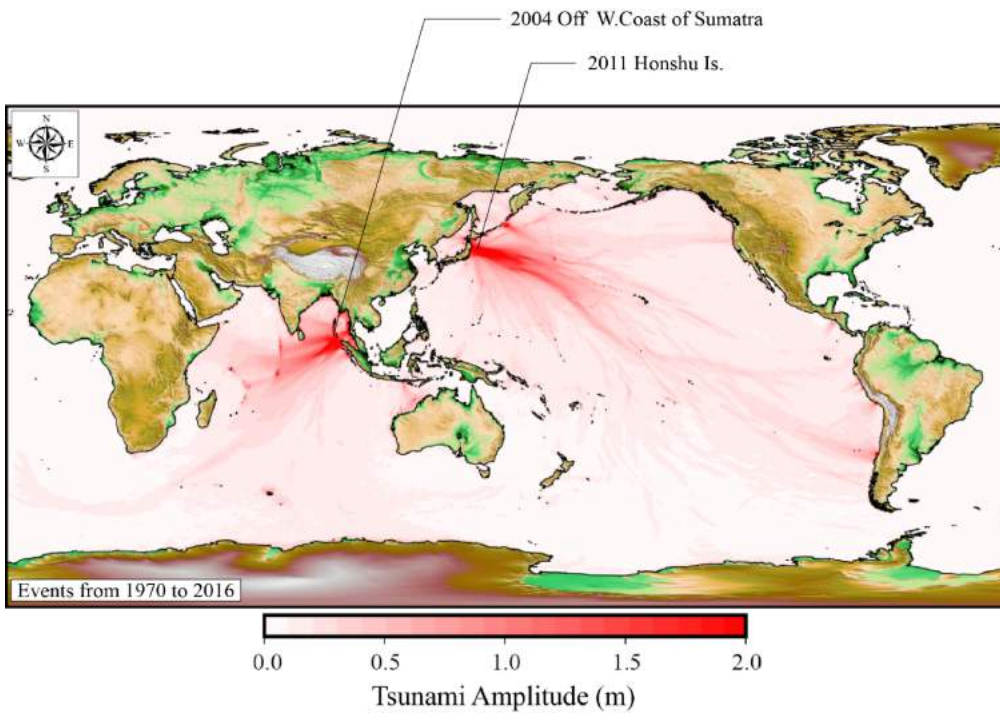 2004 Off W.Coast of Sumatra
2011 Honshu Is.
N
W E
S
Events from 1970 to 2016
0.0 0.5 1.0 1.5 2.0
Tsunami Amplitude (m)